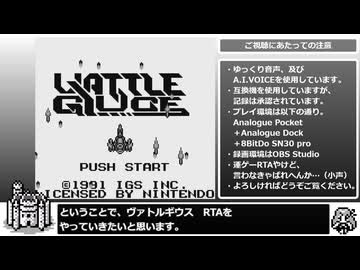 VATTLE
GIUCE
PUSH START
©1991 IGS INC.
LICENSED BY NINTENDO
ご視聴にあたっての注意
・ゆっくり音声、及び
A.I.VOICEを使用しています。
・互換機を使用していますが、
記録は承認されています。
・プレイ環境は以下の通り。
Analogue Pocket
＋Analogue Dock
＋8BitDo SN30 pro
・録画環境はOBS Studio
・運ゲーRTAやけど、
言わなきゃばれへんか…（小声）
・よろしければどうぞご覧ください。
ということで、ヴァトルギウス　RTAを
やっていきたいと思います。